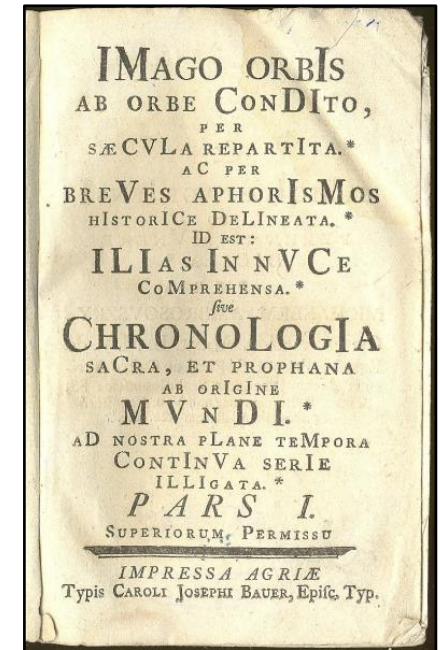 IMAGO ORBIS
AB ORBE CONDITO,
PER
SÆCVLA REPARTITA.*
AC PER
BREVES APHORISMOS
HISTORICE DELINEATA. *
ID EST:
ILIAS IN NVCE
COMPREHENSA.*
ſive
CHRONOLOGIA
SACRA, ET PROPHANA
AB ORIGINE
MVNDI.*
AD NOSTRA PLANE TEMPORA
CONTINVA SERIE
ILLIGATA.*
PARS I.
SUPERIORUM PERMISSU
IMPRESSA AGRIÆ
Typis CAROLI JOSEPHI BAUER, Epiſc. Typ.